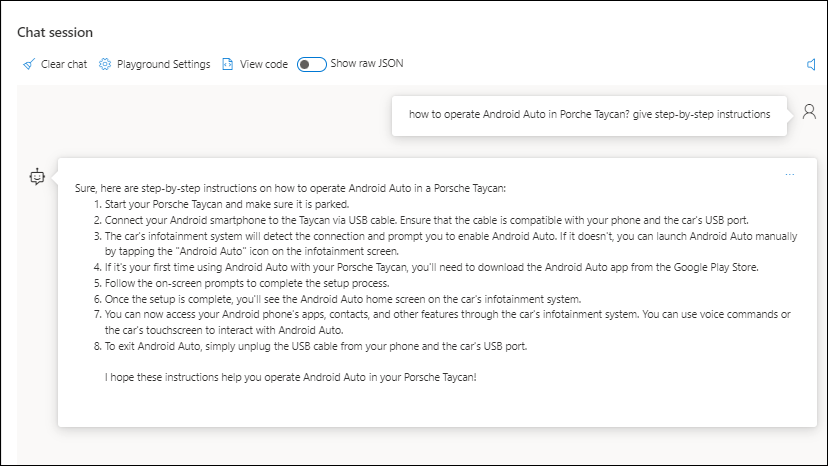 Chat session
Clear chat Playground Settings View code Show raw JSON
how to operate Android Auto in Porche Taycan? give step-by-step instructions
Sure, here are step-by-step instructions on how to operate Android Auto in a Porsche Taycan:
1. Start your Porsche Taycan and make sure it is parked.
2. Connect your Android smartphone to the Taycan via USB cable. Ensure that the cable is compatible with your phone and the car's USB port.
3. The car's infotainment system will detect the connection and prompt you to enable Android Auto. If it doesn't, you can launch Android Auto manually
by tapping the "Android Auto" icon on the infotainment screen.
4. If it's your first time using Android Auto with your Porsche Taycan, you'll need to download the Android Auto app from the Google Play Store.
5. Follow the on-screen prompts to complete the setup process.
6. Once the setup is complete, you'll see the Android Auto home screen on the car's infotainment system.
7. You can now access your Android phone's apps, contacts, and other features through the car's infotainment system. You can use voice commands or
the car's touchscreen to interact with Android Auto.
8. To exit Android Auto, simply unplug the USB cable from your phone and the car's USB port.
I hope these instructions help you operate Android Auto in your Porsche Taycan!